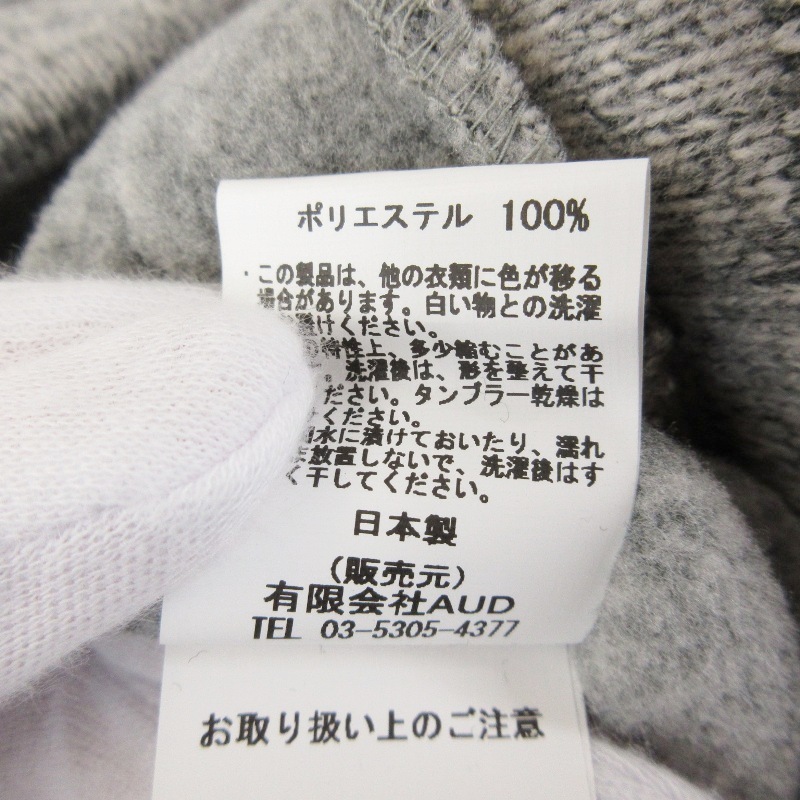 ポリエステル 100%
・この製品は、他の衣類に色が移る
場合があります。白い物との洗濯
けください。
特性上、多少縮むことがあ
。洗濯後は、形を整えて干
ださい。タンブラー乾燥は
ください。
水に漬けておいたり、濡れ
ま放置しないで、洗濯後はす
く干してください。
日本製
(販売元)
有限会社AUD
TEL 03-5305-4377
お取り扱い上のご注意